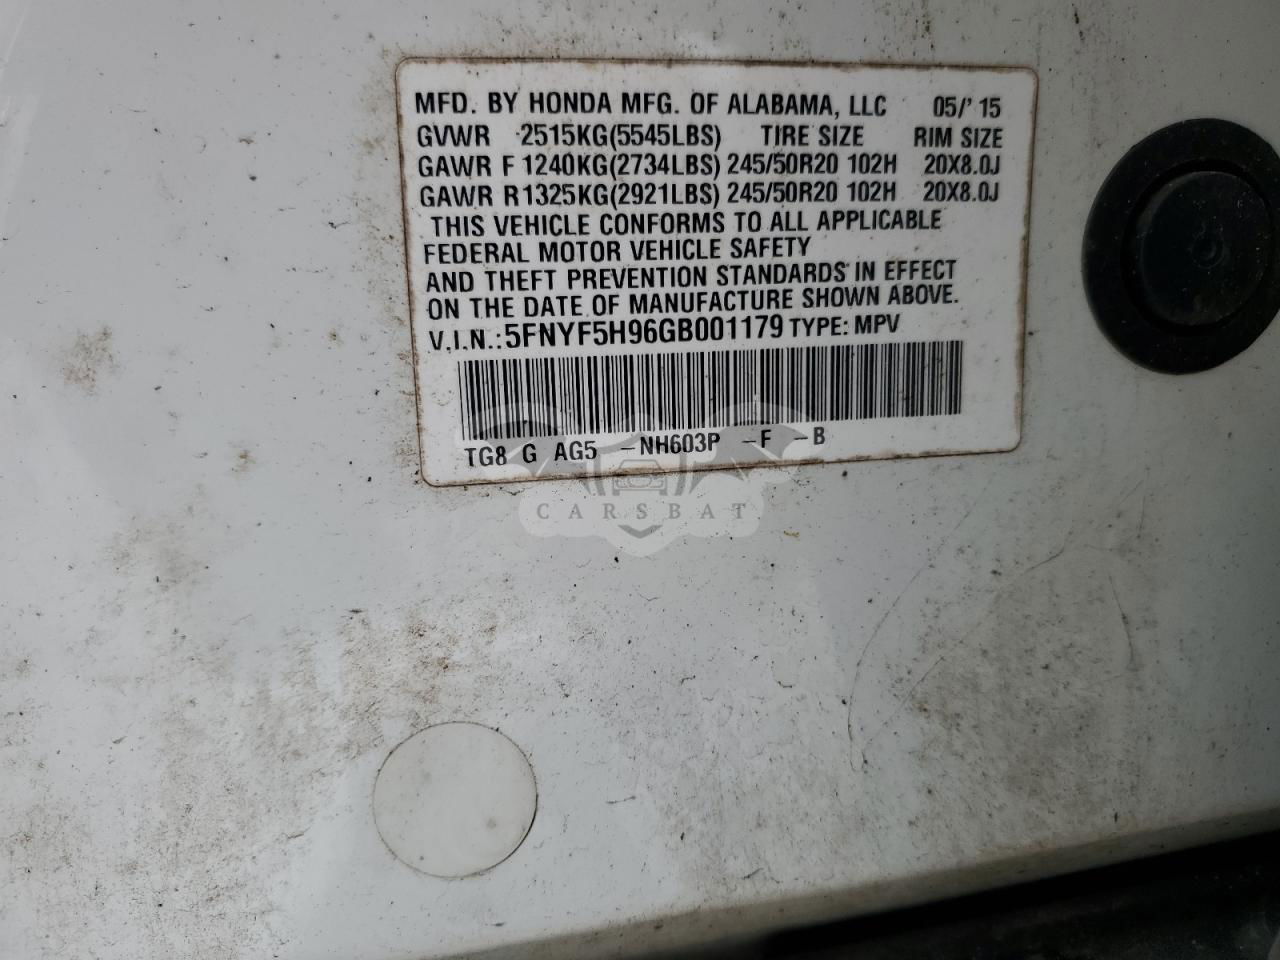 MFD. BY HONDA MFG. OF ALABAMA, LLC 05/'15
GVWR 2515KG(5545LBS) TIRE SIZE RIM SIZE
GAWR F 1240KG(2734LBS) 245/50R20 102H 20X8.0J
GAWR R 1325KG(2921LBS) 245/50R20 102H 20X8.0J
THIS VEHICLE CONFORMS TO ALL APPLICABLE
FEDERAL MOTOR VEHICLE SAFETY
AND THEFT PREVENTION STANDARDS IN EFFECT
ON THE DATE OF MANUFACTURE SHOWN ABOVE.
V.I.N.: 5FNYF5H96GB001179 TYPE: MPV
TG8 G AG5 -NH603P -F -B
CARSBAT